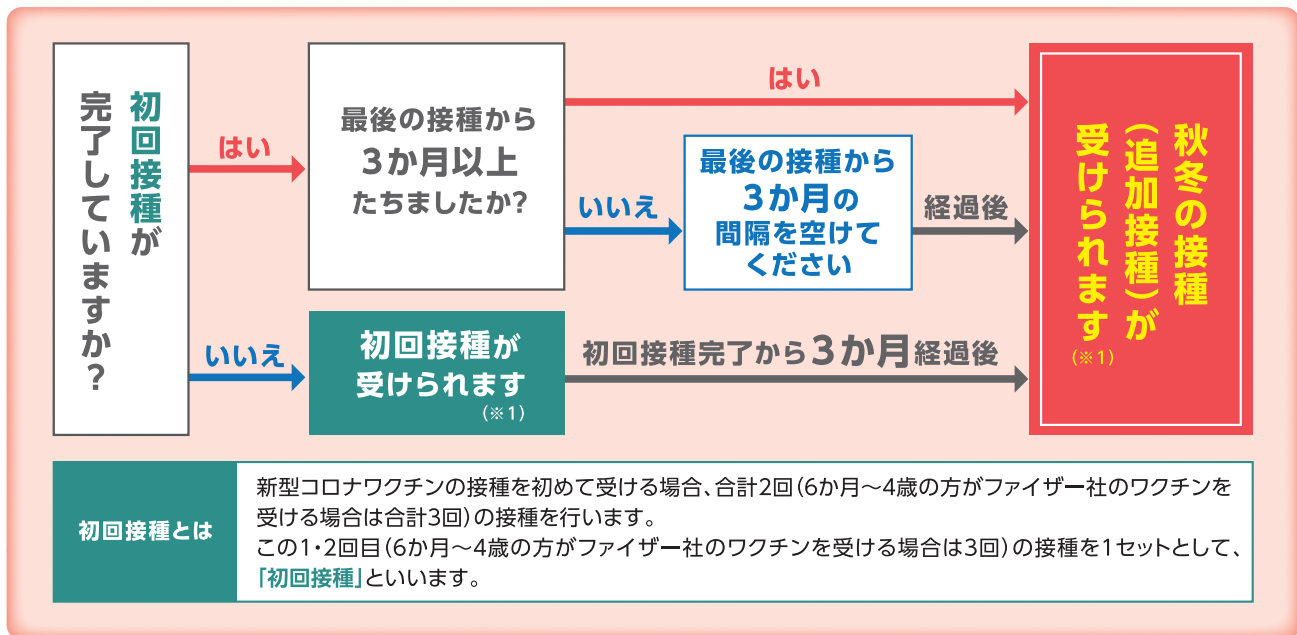 初回接種が
完了していますか？
はい
いいえ
最後の接種から
3か月以上
たちましたか?
はい
いいえ
最後の接種から
3か月の
間隔を空けて
ください
経過後
初回接種が
受けられます
(※1)
初回接種完了から3か月経過後
秋冬の接種
(追加接種)が
受けられます
(※1)
初回接種とは
新型コロナワクチンの接種を初めて受ける場合、合計2回(6か月～4歳の方がファイザー社のワクチンを
受ける場合は合計3回)の接種を行います。
この1・2回目(6か月～4歳の方がファイザー社のワクチンを受ける場合は3回)の接種を1セットとして、
「初回接種」といいます。